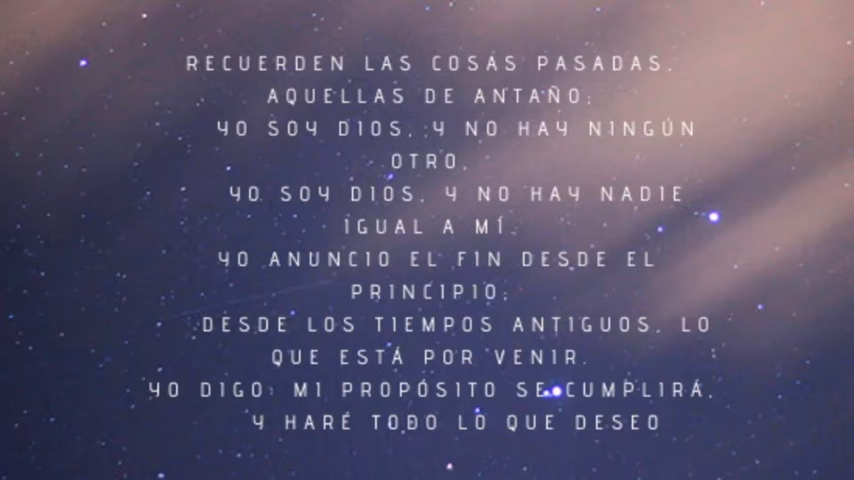 RECUERDEN LAS COSAS PASADAS,
AQUELLAS DE ANTAÑO;
YO SOY DIOS, Y NO HAY NINGÚN
OTRO,
YO SOY DIOS, Y NO HAY NADIE
IGUAL A MÍ.
YO ANUNCIO EL FIN DESDE EL
PRINCIPIO;
DESDE LOS TIEMPOS ANTIGUOS, LO
QUE ESTÁ POR VENIR.
YO DIGO: MI PROPÓSITO SE CUMPLIRÁ,
Y HARÉ TODO LO QUE DESEO